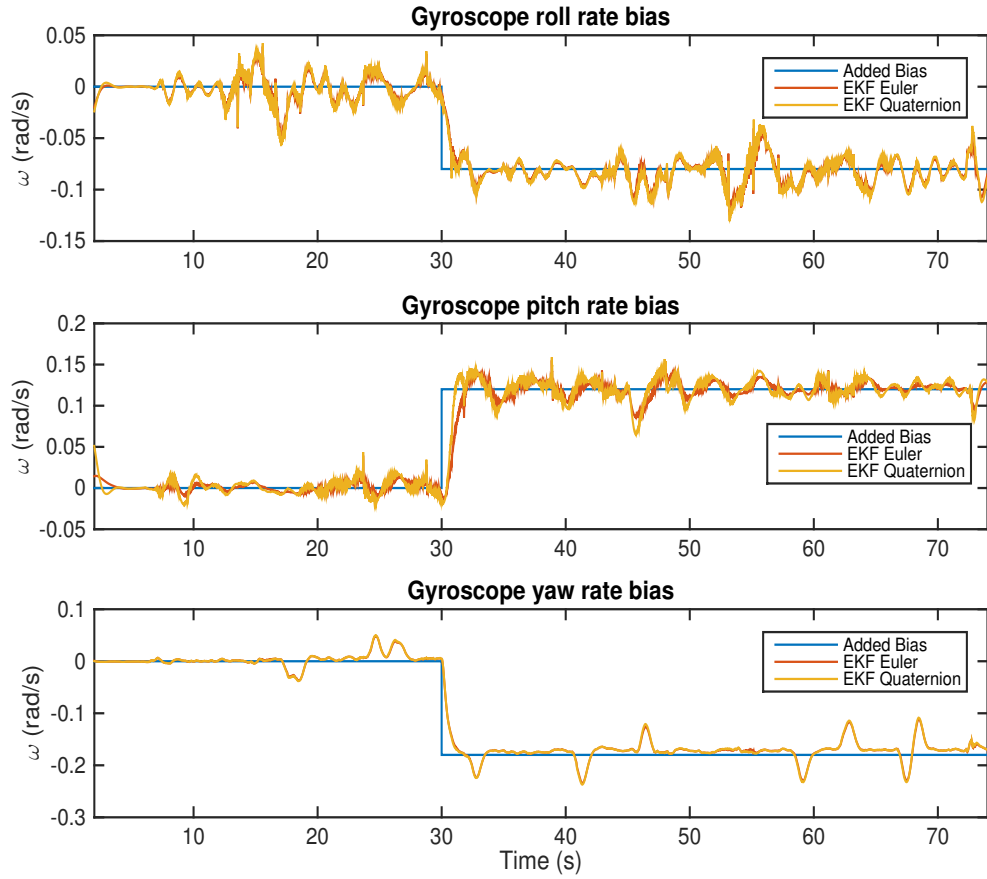 Gyroscope roll rate bias
0.05
0
-0.05
-0.1
-0.15
ω (rad/s)
Added Bias
EKF Euler
EKF Quaternion
10 20 30 40 50 60 70
Gyroscope pitch rate bias
0.2
0.15
0.1
0.05
0
-0.05
ω (rad/s)
Added Bias
EKF Euler
EKF Quaternion
10 20 30 40 50 60 70
Gyroscope yaw rate bias
0.1
0
-0.1
-0.2
-0.3
ω (rad/s)
Added Bias
EKF Euler
EKF Quaternion
10 20 30 40 50 60 70
Time (s)